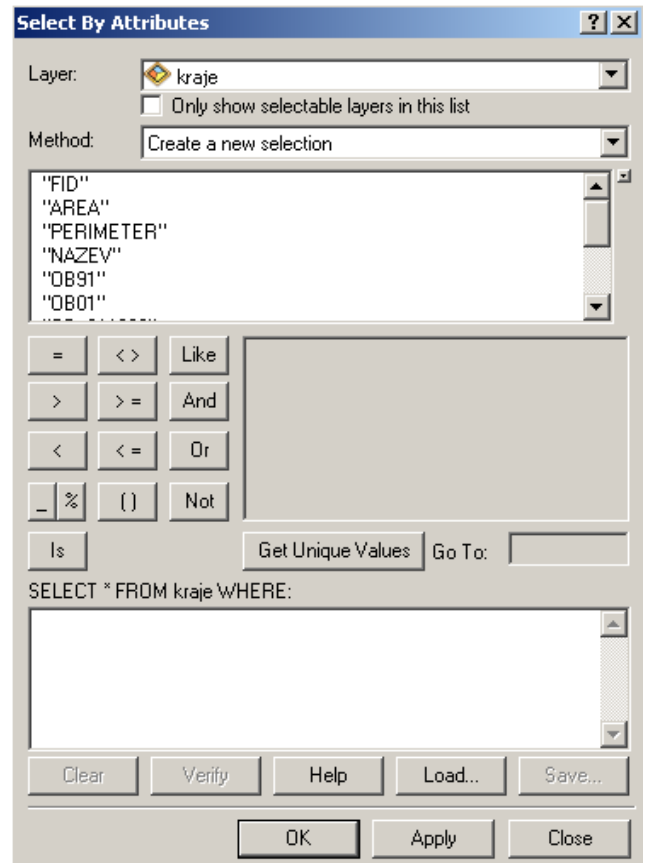 Select By Attributes
Layer: kraje
Only show selectable layers in this list
Method: Create a new selection
"FID"
"AREA"
"PERIMETER"
"NAZEV"
"OB91"
"OB01"
= < > Like
> > = And
< < = Or
_ % ( ) Not
Is Get Unique Values Go To:
SELECT * FROM kraje WHERE:
Clear Verify Help Load... Save...
OK Apply Close